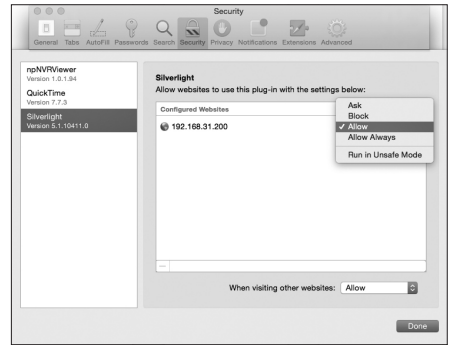 Security
General Tabs AutoFill Passwords Search Security Privacy Notifications Extensions Advanced
npNVRViewer
Version 1.0.1.94
QuickTime
Version 7.7.3
Silverlight
Version 5.1.10411.0
Silverlight
Allow websites to use this plug-in with the settings below:
Configured Websites
192.168.31.200
Ask
Block
✓ Allow
Allow Always
Run in Unsafe Mode
When visiting other websites: Allow
Done